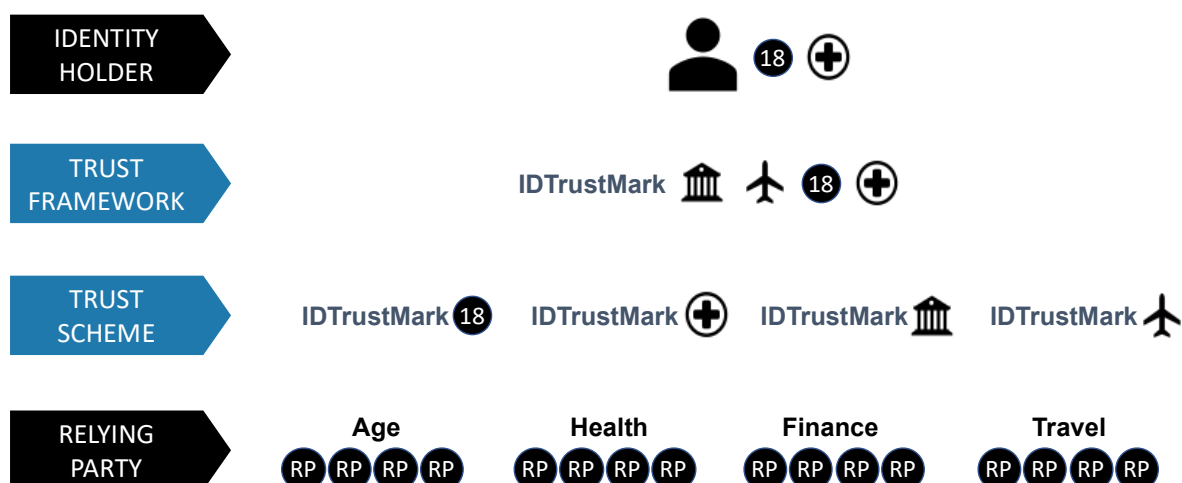 IDENTITY
HOLDER
18
TRUST
FRAMEWORK
IDTrustMark 18
TRUST
SCHEME
IDTrustMark 18 IDTrustMark IDTrustMark IDTrustMark
RELYING
PARTY
Age Health Finance Travel
RP RP RP RP RP RP RP RP RP RP RP RP RP RP RP RP